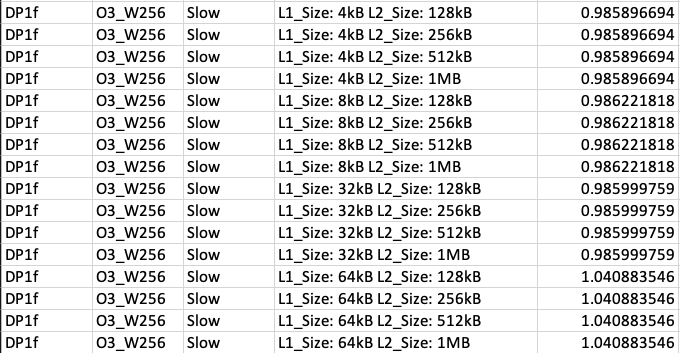 DP1f O3_W256 Slow L1_Size: 4kB L2_Size: 128kB 0.985896694
DP1f O3_W256 Slow L1_Size: 4kB L2_Size: 256kB 0.985896694
DP1f O3_W256 Slow L1_Size: 4kB L2_Size: 512kB 0.985896694
DP1f O3_W256 Slow L1_Size: 4kB L2_Size: 1MB 0.985896694
DP1f O3_W256 Slow L1_Size: 8kB L2_Size: 128kB 0.986221818
DP1f O3_W256 Slow L1_Size: 8kB L2_Size: 256kB 0.986221818
DP1f O3_W256 Slow L1_Size: 8kB L2_Size: 512kB 0.986221818
DP1f O3_W256 Slow L1_Size: 8kB L2_Size: 1MB 0.986221818
DP1f O3_W256 Slow L1_Size: 32kB L2_Size: 128kB 0.985999759
DP1f O3_W256 Slow L1_Size: 32kB L2_Size: 256kB 0.985999759
DP1f O3_W256 Slow L1_Size: 32kB L2_Size: 512kB 0.985999759
DP1f O3_W256 Slow L1_Size: 32kB L2_Size: 1MB 0.985999759
DP1f O3_W256 Slow L1_Size: 64kB L2_Size: 128kB 1.040883546
DP1f O3_W256 Slow L1_Size: 64kB L2_Size: 256kB 1.040883546
DP1f O3_W256 Slow L1_Size: 64kB L2_Size: 512kB 1.040883546
DP1f O3_W256 Slow L1_Size: 64kB L2_Size: 1MB 1.040883546